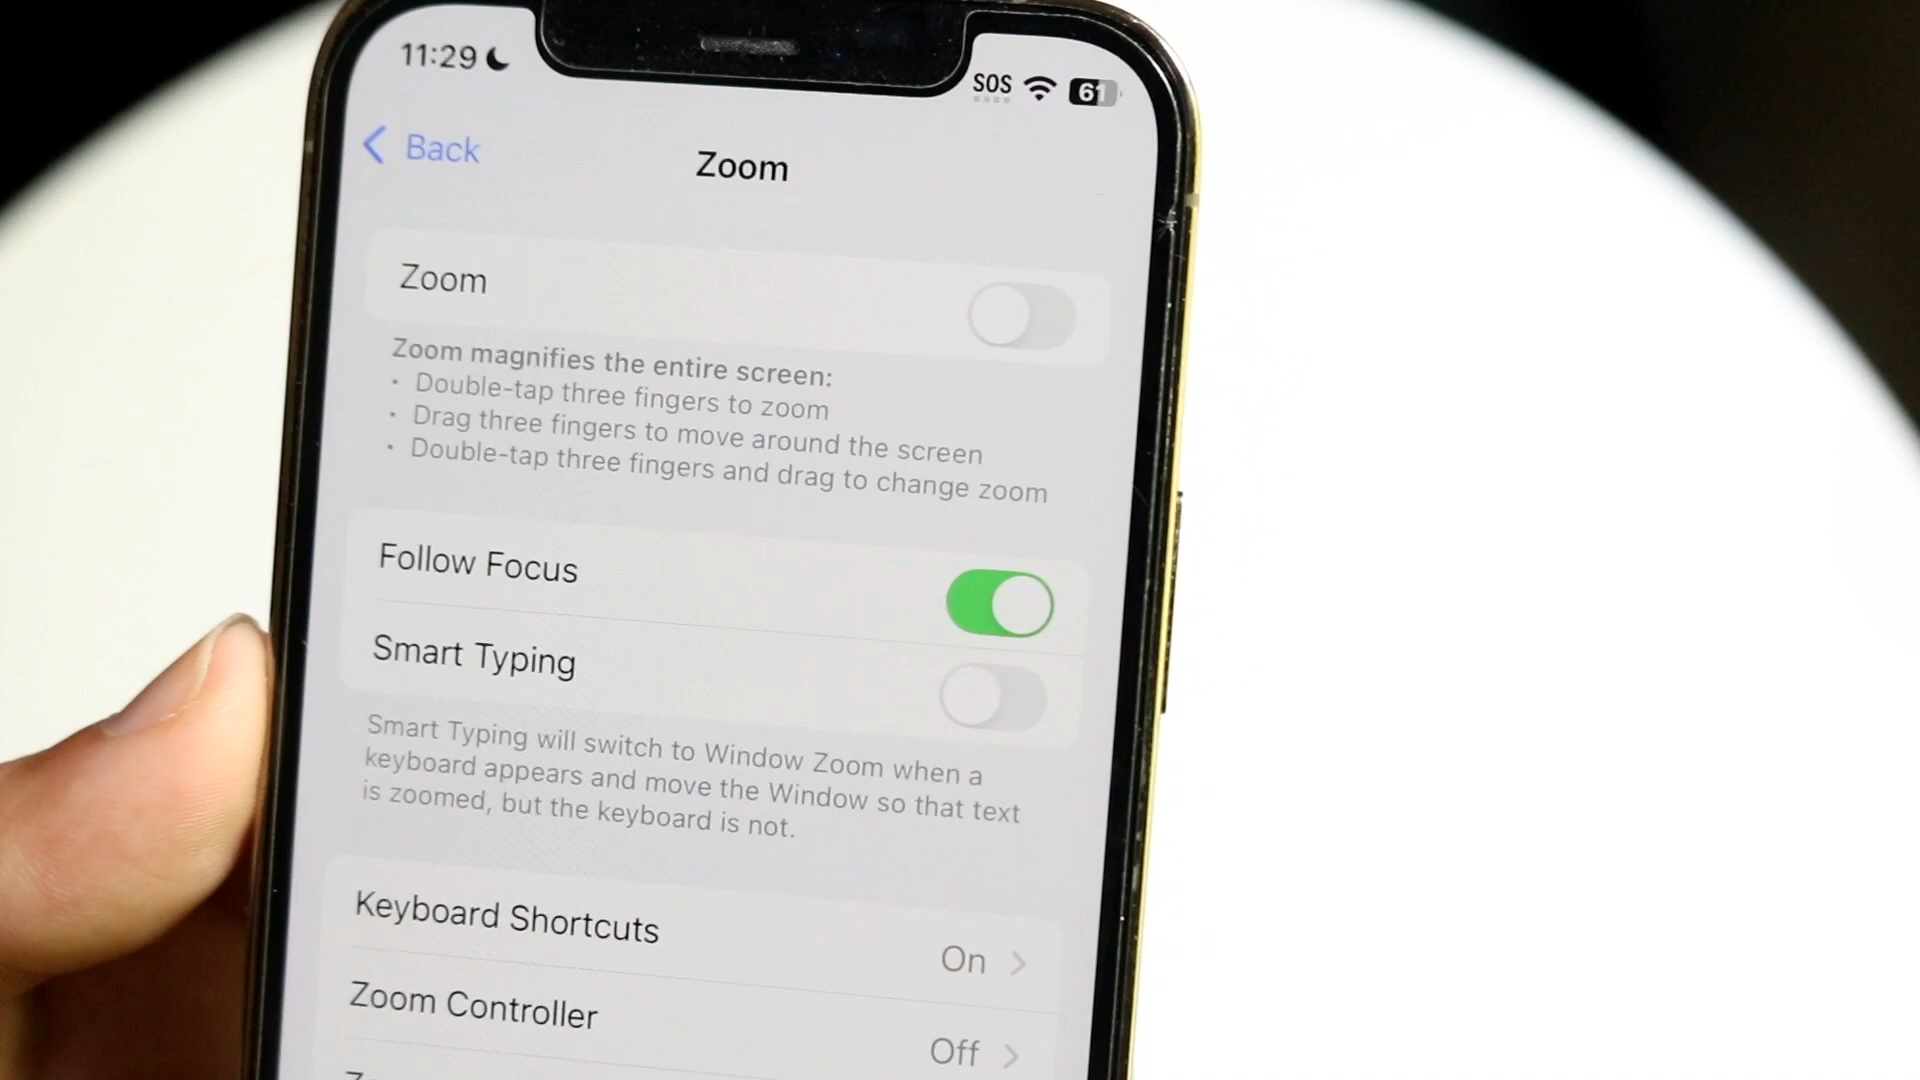 11:29
SOS
61
Back
Zoom
Zoom
Zoom magnifies the entire screen:
• Double-tap three fingers to zoom
• Drag three fingers to move around the screen
• Double-tap three fingers and drag to change zoom
Follow Focus
Smart Typing
Smart Typing will switch to Window Zoom when a
keyboard appears and move the Window so that text
is zoomed, but the keyboard is not.
Keyboard Shortcuts
On
Zoom Controller
Off